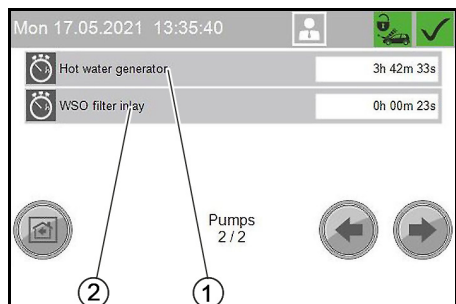 Mon 17.05.2021 13:35:40
Hot water generator 3h 42m 33s
WSO filter inlay 0h 00m 23s
Pumps
2 / 2
2 1